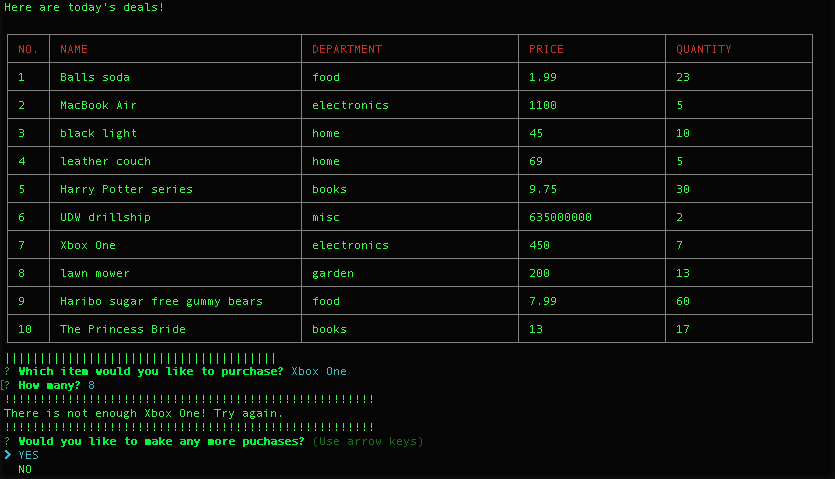 Here are today's deals!
NO. NAME DEPARTMENT PRICE QUANTITY
1 Balls soda food 1.99 23
2 MacBook Air electronics 1100 5
3 black light home 45 10
4 leather couch home 69 5
5 Harry Potter series books 9.75 30
6 UDW drillship misc 635000000 2
7 Xbox One electronics 450 7
8 lawn mower garden 200 13
9 Haribo sugar free gummy bears food 7.99 60
10 The Princess Bride books 13 17
|||||||||||||||||||||||||||||||||||||||
? Which item would you like to purchase? Xbox One
[? How many? 8
!!!!!!!!!!!!!!!!!!!!!!!!!!!!!!!!!!!!!!!!!!!!!!!!!!!!!
There is not enough Xbox One! Try again.
!!!!!!!!!!!!!!!!!!!!!!!!!!!!!!!!!!!!!!!!!!!!!!!!!!!!!
? Would you like to make any more puchases? (Use arrow keys)
❯ YES
NO